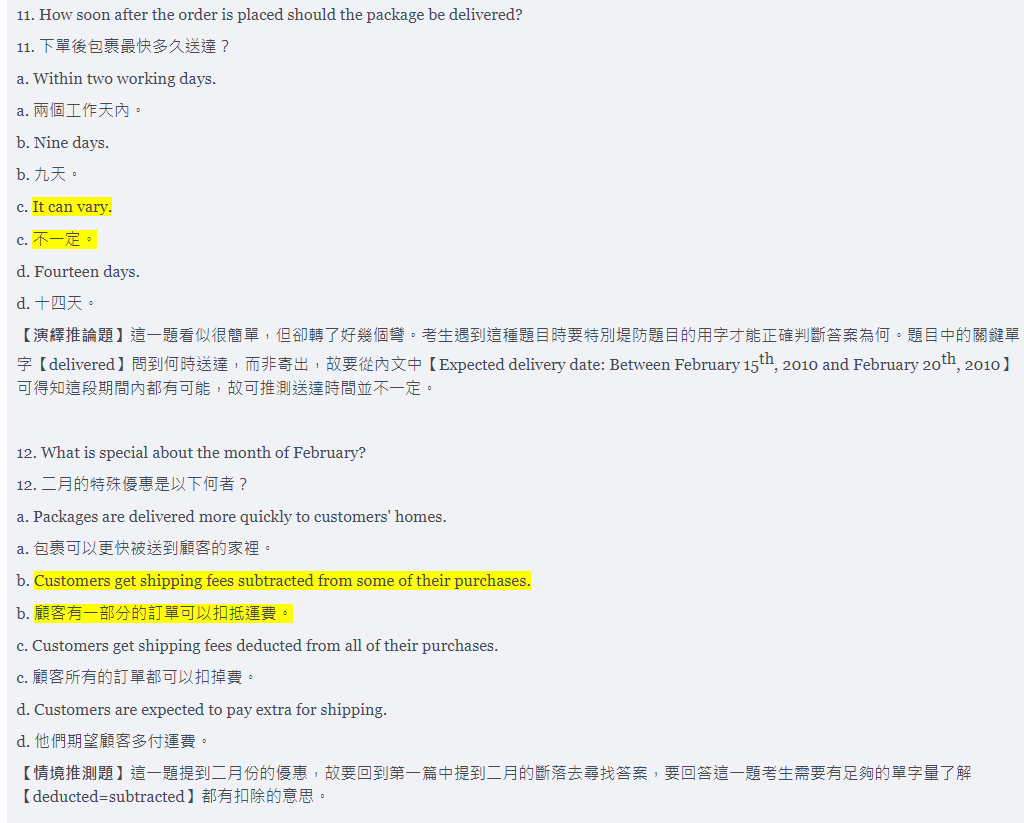 11. How soon after the order is placed should the package be delivered?
11. 下單後包裹最快多久送達？
a. Within two working days.
a. 兩個工作天內。
b. Nine days.
b. 九天。
c. It can vary.
c. 不一定。
d. Fourteen days.
d. 十四天。
【演繹推論題】這一題看似很簡單，但卻轉了好幾個彎。考生遇到這種題目時要特別堤防題目的用字才能正確判斷答案為何。題目中的關鍵單
字【delivered】問到何時送達，而非寄出，故要從內文中【Expected delivery date: Between February 15th, 2010 and February 20th, 2010】
可得知這段期間內都有可能，故可推測送達時間並不一定。
12. What is special about the month of February?
12. 二月的特殊優惠是以下何者？
a. Packages are delivered more quickly to customers' homes.
a. 包裹可以更快被送到顧客的家裡。
b. Customers get shipping fees subtracted from some of their purchases.
b. 顧客有一部分的訂單可以扣抵運費。
c. Customers get shipping fees deducted from all of their purchases.
c. 顧客所有的訂單都可以扣掉費。
d. Customers are expected to pay extra for shipping.
d. 他們期望顧客多付運費。
【情境推測題】這一題提到二月份的優惠，故要回到第一篇中提到二月的斷落去尋找答案，要回答這一題考生需要有足夠的單字量了解
【deducted=subtracted】都有扣除的意思。